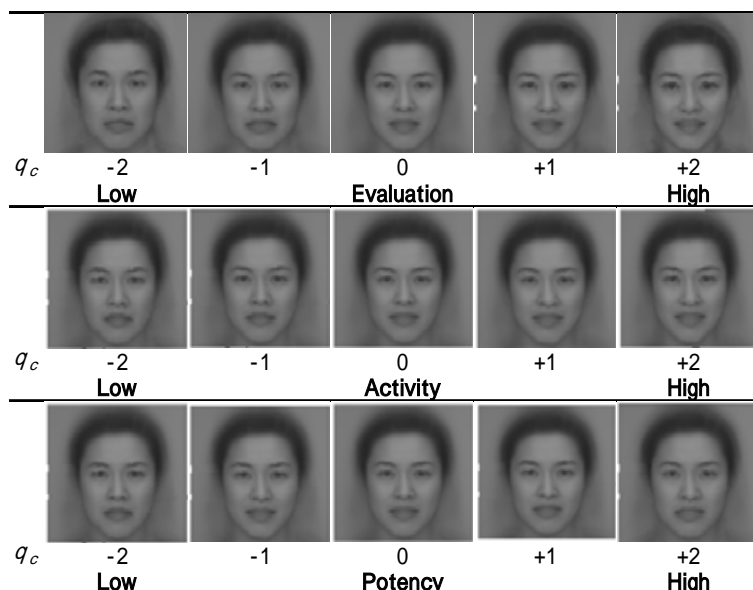 q_c -2 -1 0 +1 +2
Low Evaluation High
q_c -2 -1 0 +1 +2
Low Activity High
q_c -2 -1 0 +1 +2
Low Potency High